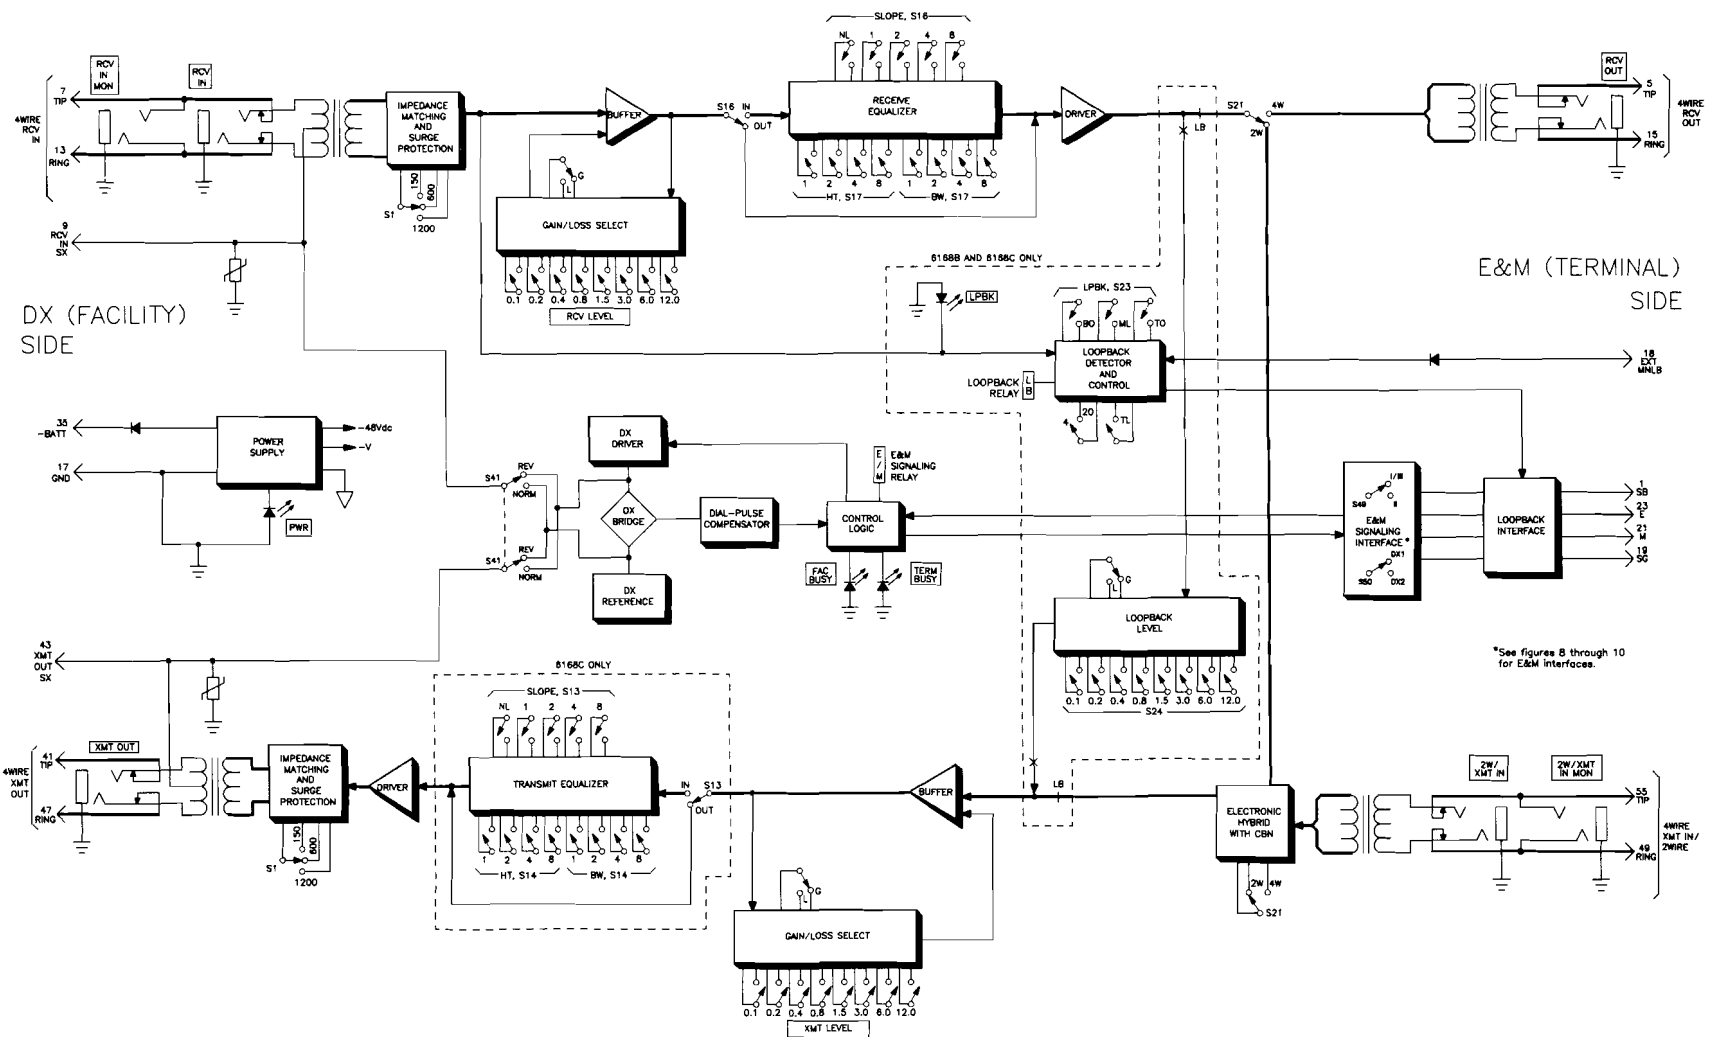 SLOPE, S16
NL 1 2 4 8
RCV
IN
MON
RCV
IN
RCV
OUT
7
TIP
4WIRE
RCV
IN
13
RING
IMPEDANCE
MATCHING
AND
SURGE
PROTECTION
BUFFER
S16 IN
OUT
RECEIVE
EQUALIZER
DRIVER
LB
S21 4W
2W
5
TIP
4WIRE
RCV
OUT
15
RING
150
600
S1
1200
G
L
1 2 4 8 1 2 4 8
HT, S17 BW, S17
GAIN/LOSS SELECT
9
RCV
IN
SX
0.1 0.2 0.4 0.8 1.5 3.0 6.0 12.0
RCV LEVEL
6168B AND 6168C ONLY
E&M (TERMINAL)
SIDE
DX (FACILITY)
SIDE
LPBK
LPBK, S23
BO ML TO
LOOPBACK
DETECTOR
AND
CONTROL
LOOPBACK
RELAY
L
B
18
EXT
MNLB
4 20 TL
35
-BATT
POWER
SUPPLY
-48Vdc
-V
17
GND
PWR
DX
DRIVER
S41 REV
NORM
DX
BRIDGE
DIAL-PULSE
COMPENSATOR
E
/
M
E&M
SIGNALING
RELAY
CONTROL
LOGIC
S41 REV
NORM
DX
REFERENCE
FAC
BUSY
TERM
BUSY
I/III
S49 II
E&M
SIGNALING
INTERFACE*
DX1
S50 DX2
LOOPBACK
INTERFACE
1
SB
23
E
21
M
19
SG
G
L
LOOPBACK
LEVEL
0.1 0.2 0.4 0.8 1.5 3.0 6.0 12.0
S24
*See figures 8 through 10
for E&M interfaces.
43
XMT
OUT
SX
6168C ONLY
SLOPE, S13
NL 1 2 4 8
XMT OUT
41
TIP
4WIRE
XMT
OUT
47
RING
IMPEDANCE
MATCHING
AND
SURGE
PROTECTION
DRIVER
TRANSMIT EQUALIZER
IN S13
OUT
BUFFER
LB
ELECTRONIC
HYBRID
WITH CBN
2W/
XMT IN
2W/XMT
IN MON
55
TIP
4WIRE
XMT IN/
2WIRE
49
RING
150
600
S1
1200
1 2 4 8 1 2 4 8
HT, S14 BW, S14
2W 4W
S21
G
L
GAIN/LOSS SELECT
0.1 0.2 0.4 0.8 1.5 3.0 6.0 12.0
XMT LEVEL